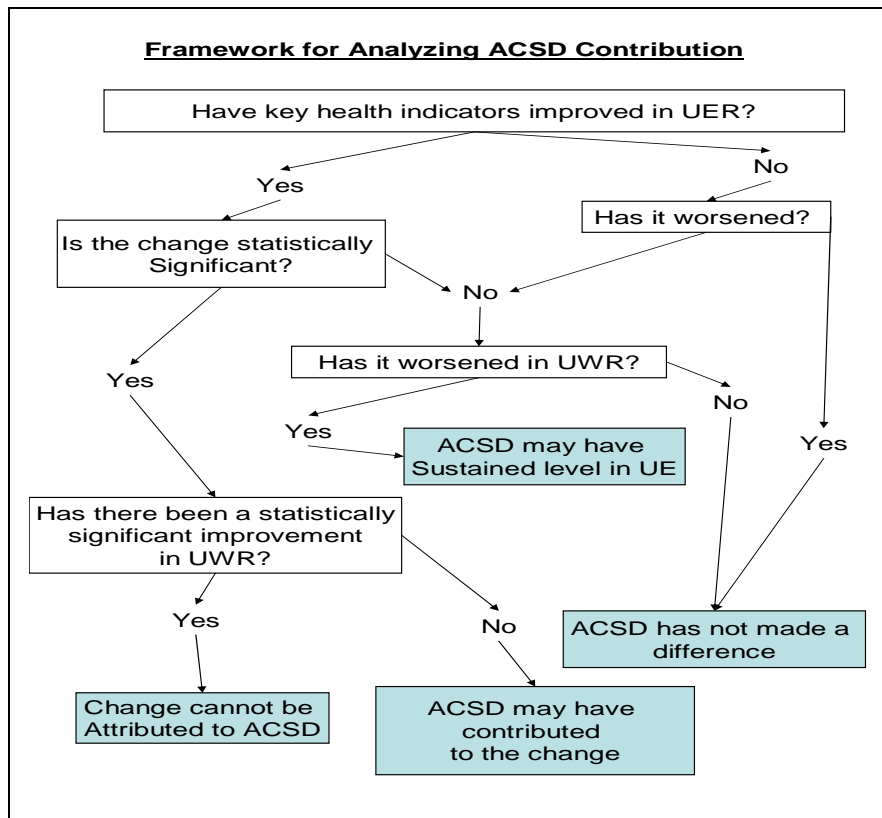 Framework for Analyzing ACSD Contribution
Have key health indicators improved in UER?
Yes
No
Is the change statistically
Significant?
Has it worsened?
No
Has it worsened in UWR?
Yes
Yes
No
Yes
ACSD may have
Sustained level in UE
Has there been a statistically
significant improvement
in UWR?
Yes
No
ACSD has not made a
difference
Change cannot be
Attributed to ACSD
ACSD may have
contributed
to the change